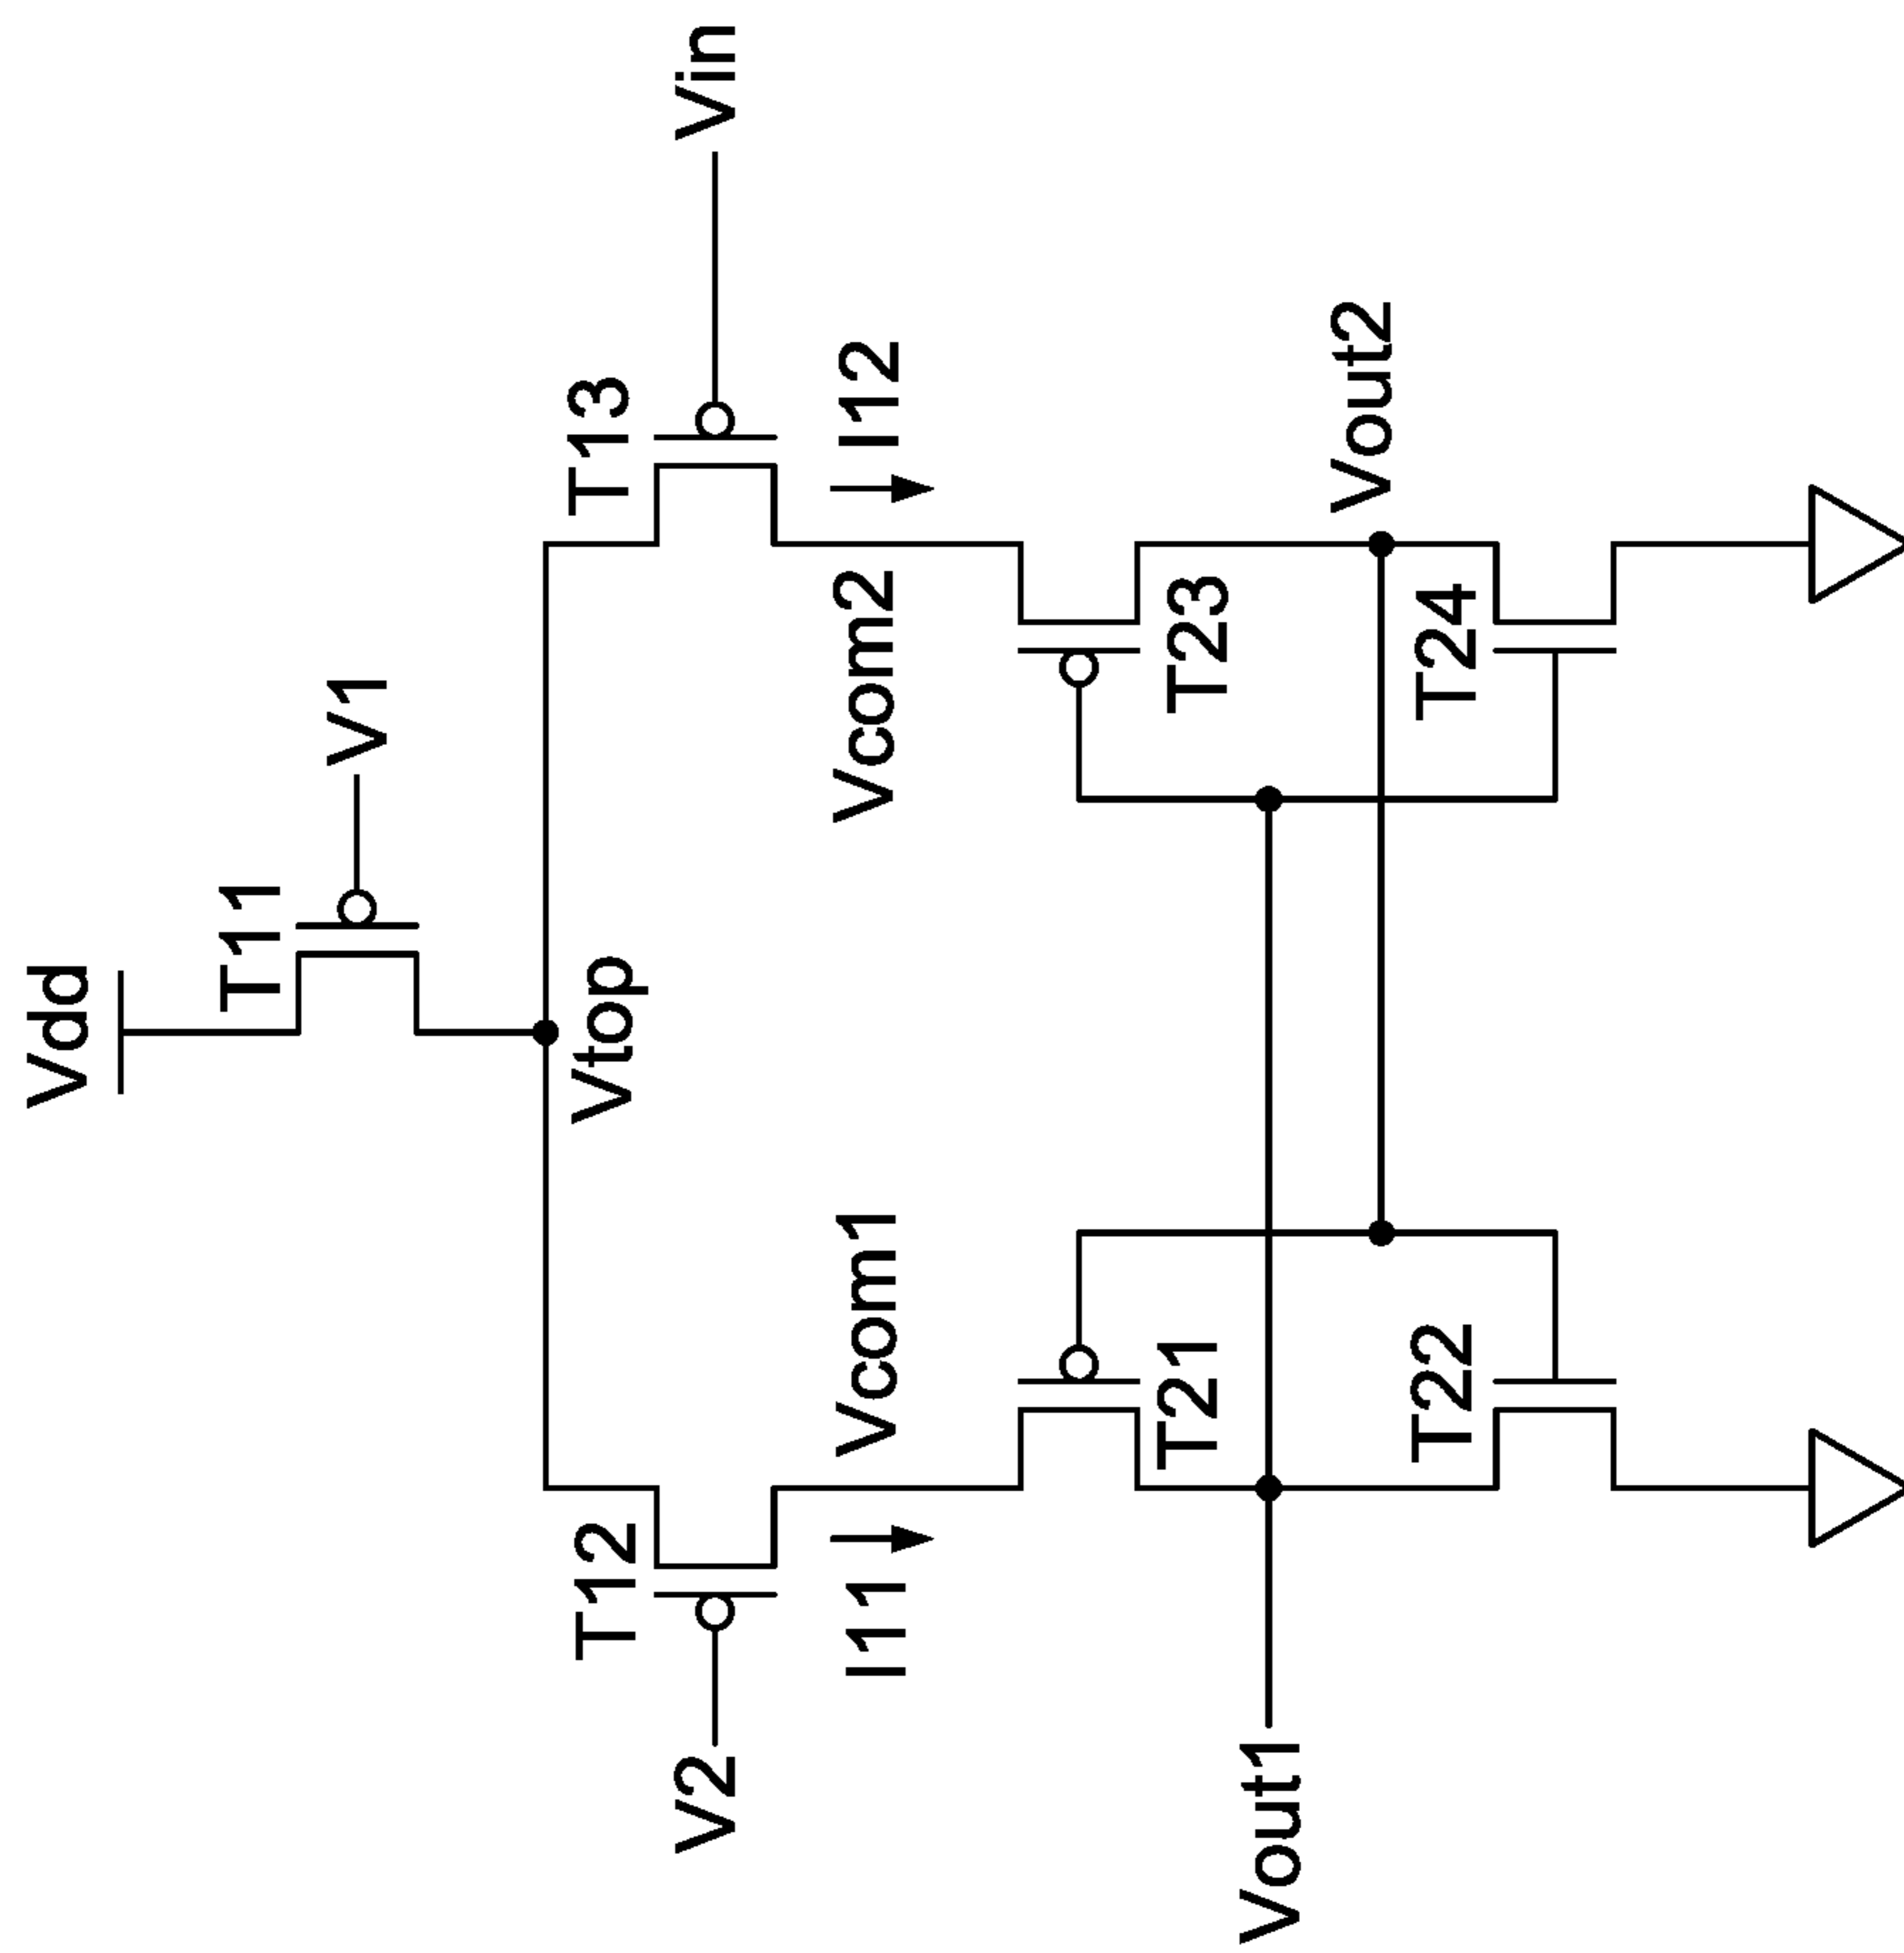 Vdd
T11
V1
Vtop
T12
V2
T13
Vin
I11
Vcom1
Vcom2
I12
T21
T23
Vout1
Vout2
T22
T24